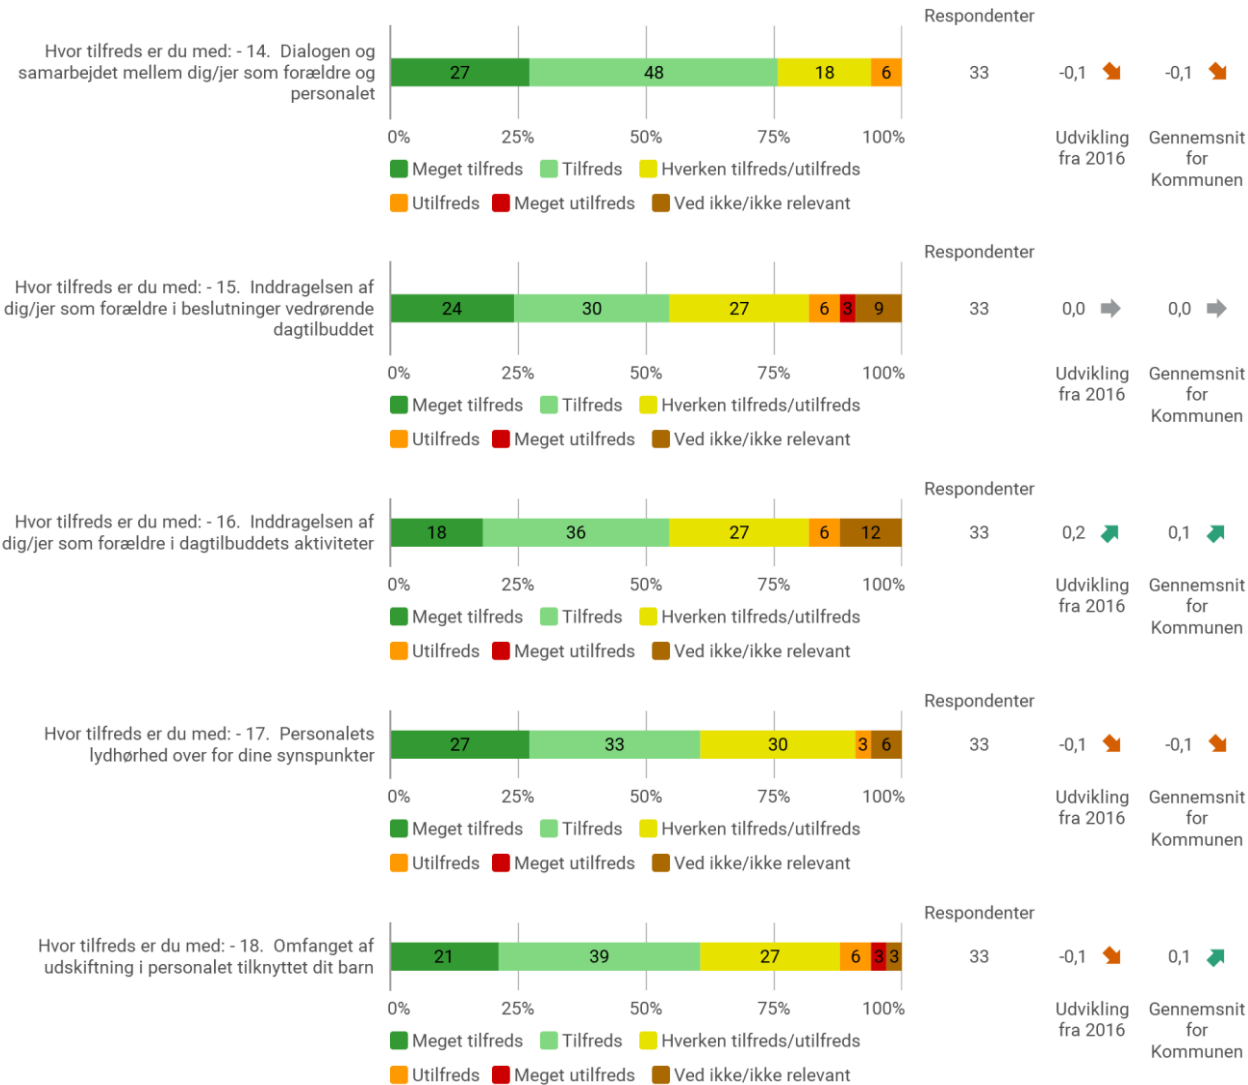 Respondenter
Hvor tilfreds er du med: - 14.  Dialogen og
samarbejdet mellem dig/jer som forældre og
personalet
27 48 18 6 33 -0,1 -0,1
0% 25% 50% 75% 100%
Udvikling
fra 2016
Gennemsnit
for
Kommunen
Meget tilfreds Tilfreds Hverken tilfreds/utilfreds
Utilfreds Meget utilfreds Ved ikke/ikke relevant
Respondenter
Hvor tilfreds er du med: - 15.  Inddragelsen af
dig/jer som forældre i beslutninger vedrørende
dagtilbuddet
24 30 27 6 3 9 33 0,0 0,0
0% 25% 50% 75% 100%
Udvikling
fra 2016
Gennemsnit
for
Kommunen
Meget tilfreds Tilfreds Hverken tilfreds/utilfreds
Utilfreds Meget utilfreds Ved ikke/ikke relevant
Respondenter
Hvor tilfreds er du med: - 16.  Inddragelsen af
dig/jer som forældre i dagtilbuddets aktiviteter
18 36 27 6 12 33 0,2 0,1
0% 25% 50% 75% 100%
Udvikling
fra 2016
Gennemsnit
for
Kommunen
Meget tilfreds Tilfreds Hverken tilfreds/utilfreds
Utilfreds Meget utilfreds Ved ikke/ikke relevant
Respondenter
Hvor tilfreds er du med: - 17.  Personalets
lydhørhed over for dine synspunkter
27 33 30 3 6 33 -0,1 -0,1
0% 25% 50% 75% 100%
Udvikling
fra 2016
Gennemsnit
for
Kommunen
Meget tilfreds Tilfreds Hverken tilfreds/utilfreds
Utilfreds Meget utilfreds Ved ikke/ikke relevant
Respondenter
Hvor tilfreds er du med: - 18.  Omfanget af
udskiftning i personalet tilknyttet dit barn
21 39 27 6 3 3 33 -0,1 0,1
0% 25% 50% 75% 100%
Udvikling
fra 2016
Gennemsnit
for
Kommunen
Meget tilfreds Tilfreds Hverken tilfreds/utilfreds
Utilfreds Meget utilfreds Ved ikke/ikke relevant